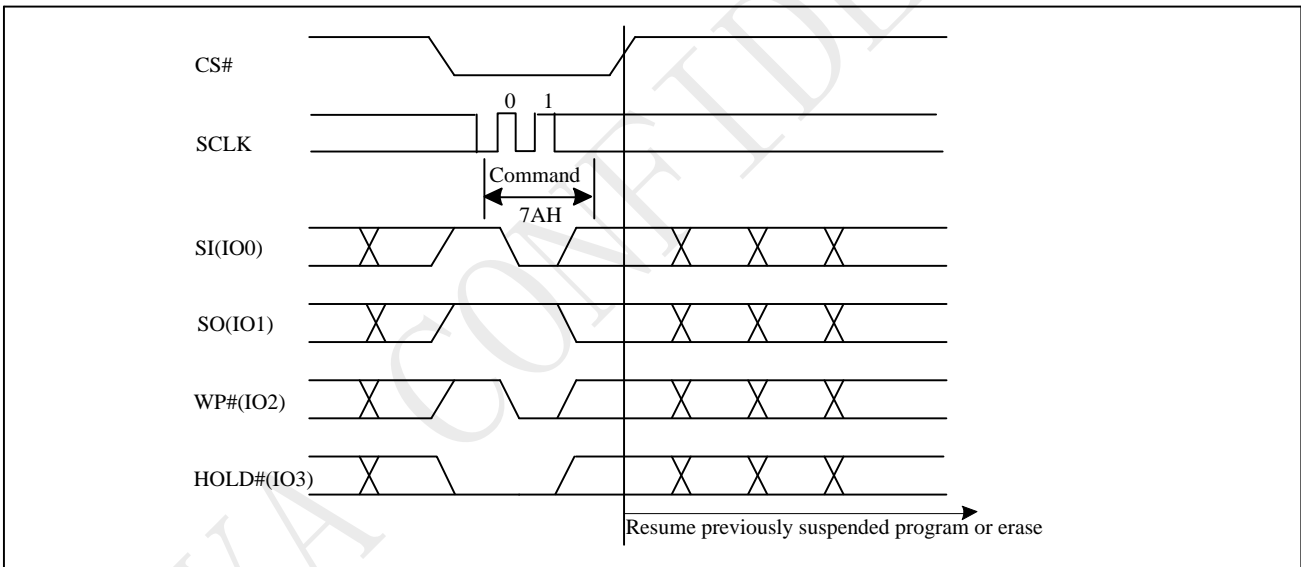 CS#
0 1
SCLK
Command
7AH
SI(IO0)
SO(IO1)
WP#(IO2)
HOLD#(IO3)
Resume previously suspended program or erase